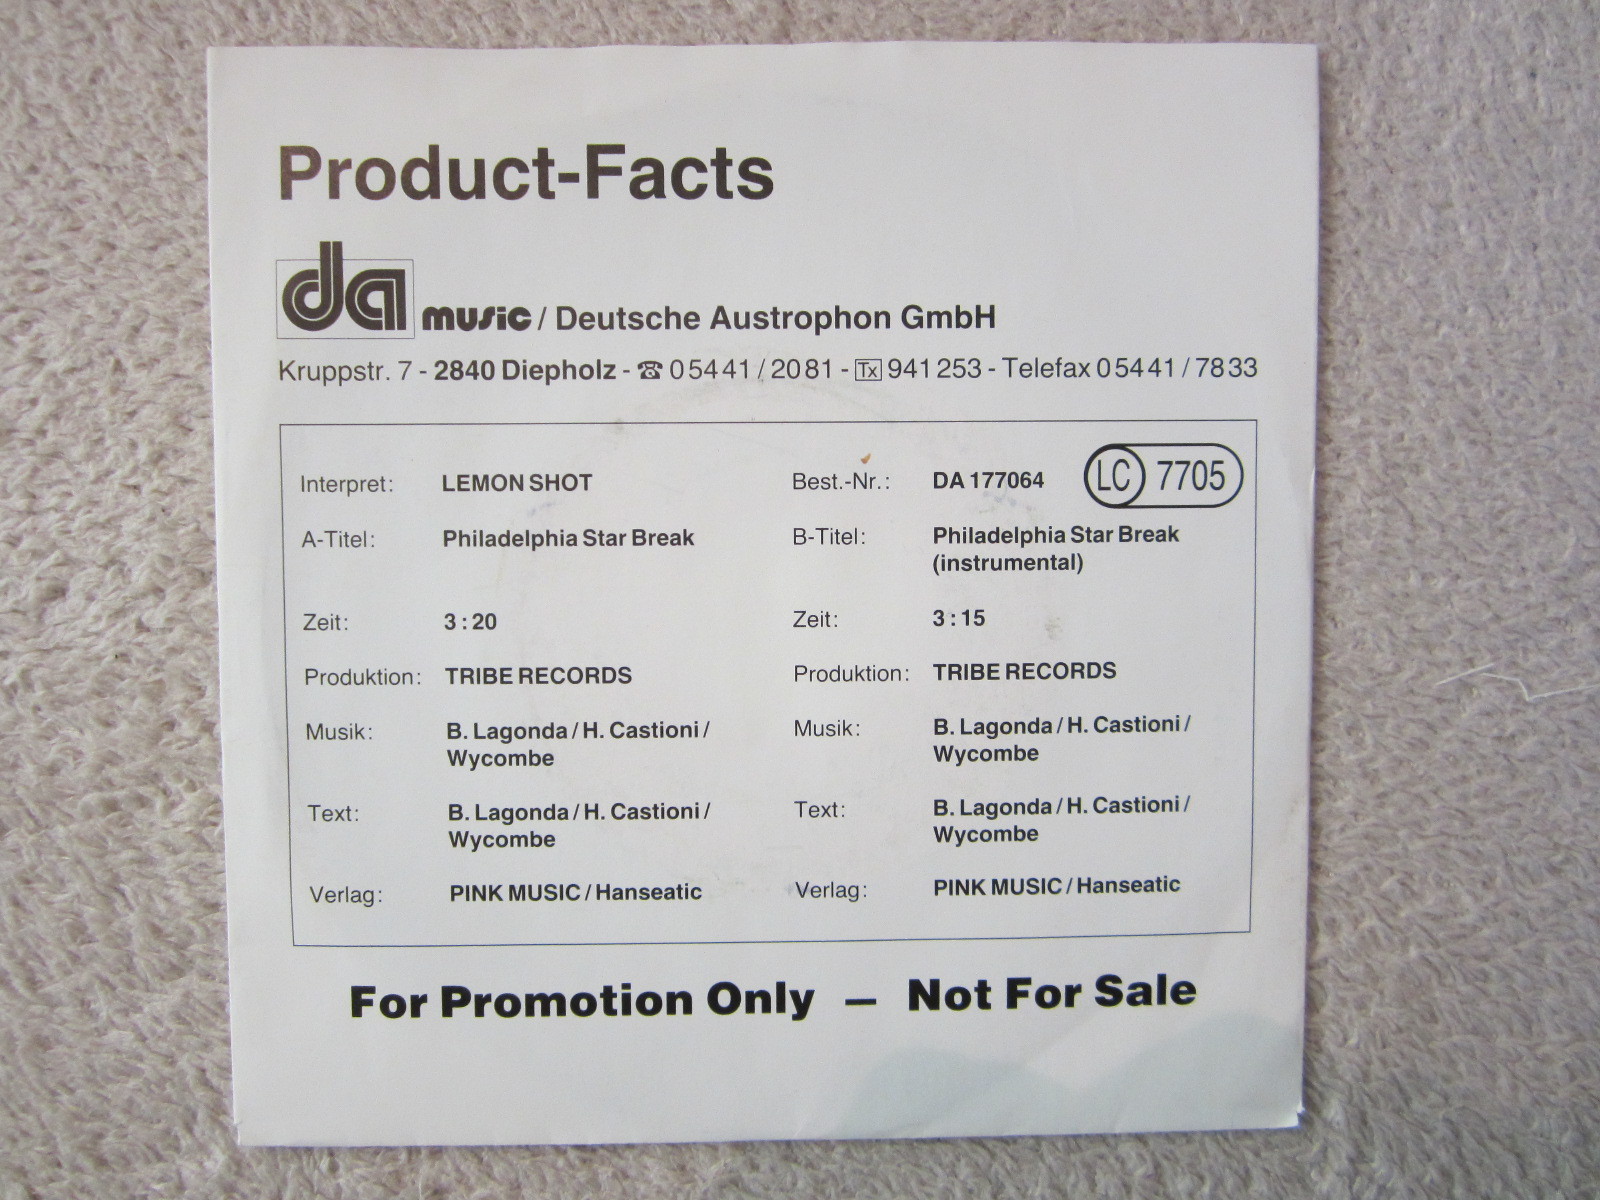 Product-Facts
da music / Deutsche Austrophon GmbH
Kruppstr. 7 - 2840 Diepholz - ☎ 05441/2081 - Tx 941253 - Telefax 05441/7833
Interpret: LEMON SHOT Best.-Nr.: DA 177064 LC 7705
A-Titel: Philadelphia Star Break B-Titel: Philadelphia Star Break
(instrumental)
Zeit: 3:20 Zeit: 3:15
Produktion: TRIBE RECORDS Produktion: TRIBE RECORDS
Musik: B. Lagonda/H. Castioni/ Musik: B. Lagonda/H. Castioni/
Wycombe Wycombe
Text: B. Lagonda/H. Castioni/ Text: B. Lagonda/H. Castioni/
Wycombe Wycombe
Verlag: PINK MUSIC/Hanseatic Verlag: PINK MUSIC/Hanseatic
For Promotion Only – Not For Sale